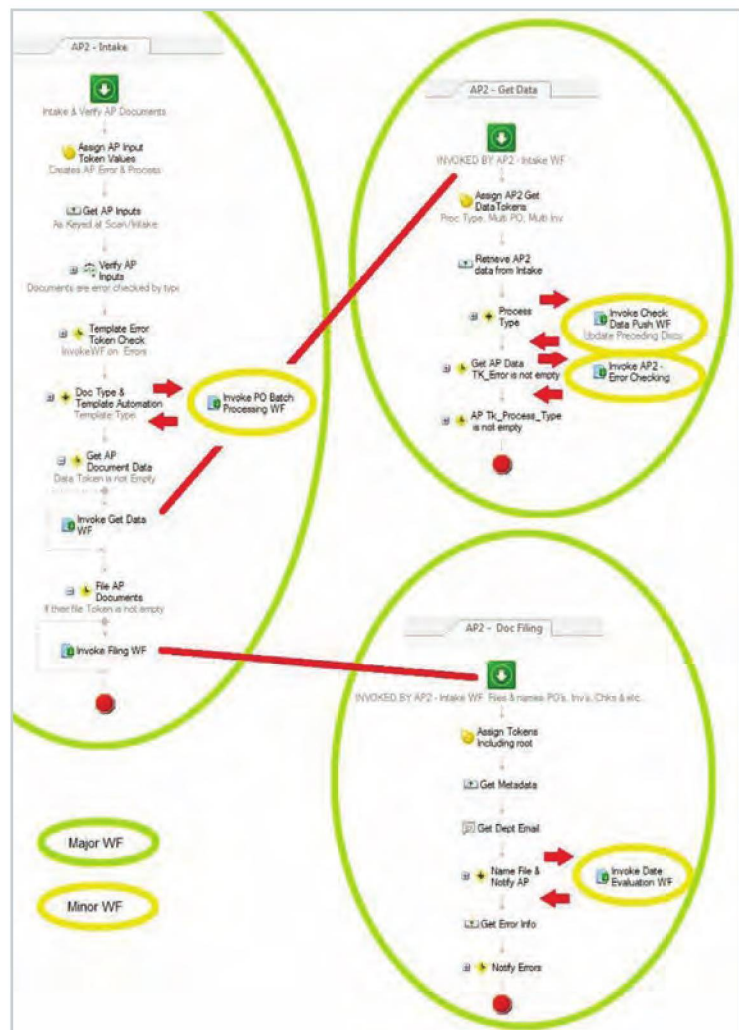 AP2 - Intake
Intake & Verify AP Documents
Assign AP Input
Token Values
Creates AP Error & Process
Get AP Inputs
As Keyed at Scan/Intake
Verify AP
Inputs
Documents are error checked by type
Template Error
Token Check
InvokeWF on Errors
Doc Type &
Template Automation
Template Type
Invoke PO Batch
Processing WF
Get AP
Document Data
Data Token is not Empty
Invoke Get Data
WF
File AP
Documents
If their file Token is not empty
Invoke Filing WF
Major WF
Minor WF
AP2 - Get Data
INVOKED BY AP2 - Intake WF
Assign AP2 Get
DataTokens
Proc Type, Multi PO, Multi Inv
Retrieve AP2
data from Intake
Process
Type
Invoke Check
Data Push WF
Update Preceding Docs
Get AP Data
TK_Error is not empty
Invoke AP2 -
Error Checking
AP Tk_Process_Type
is not empty
AP2 - Doc Filing
INVOKED BY AP2 - Intake WF Files & names PO's, Inv's, Chks & etc.
Assign Tokens
Including root
Get Metadata
Get Dept Email
Name File &
Notify AP
Invoke Date
Evaluation WF
Get Error Info
Notify Errors